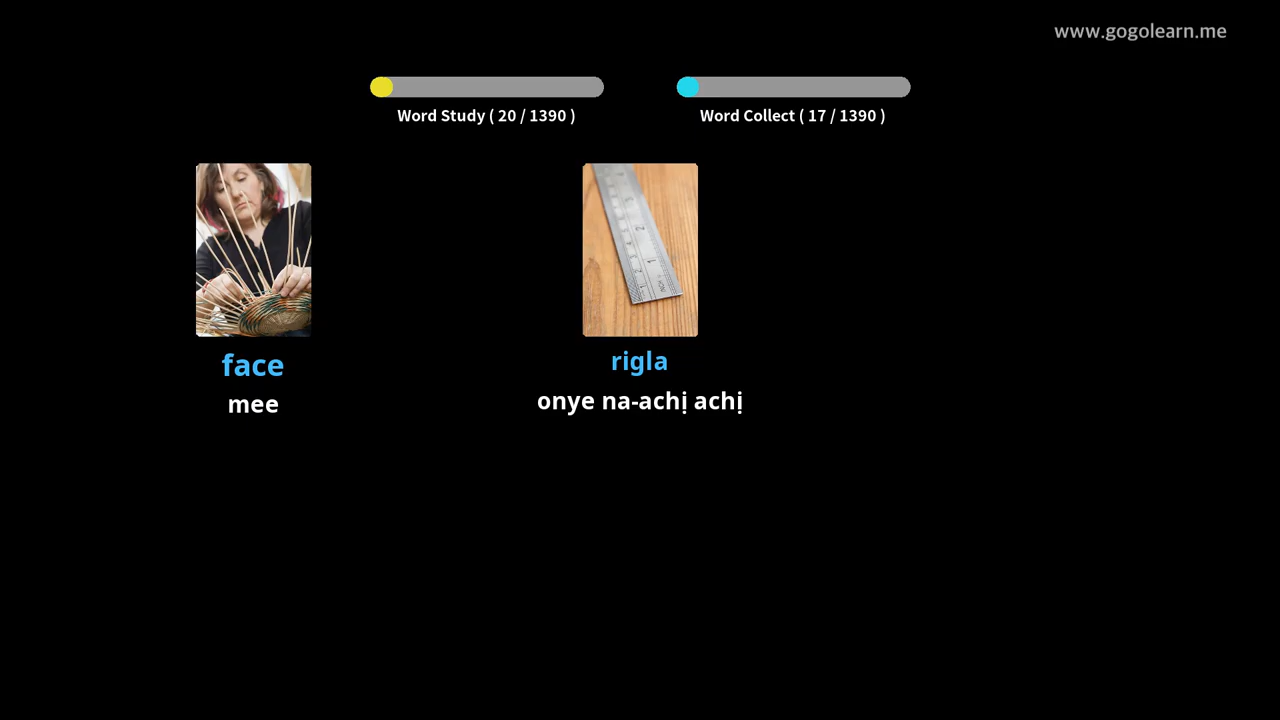 www.gogolearn.me
Word Study ( 20 / 1390 )
Word Collect ( 17 / 1390 )
face
mee
rigla
onye na-achị achị